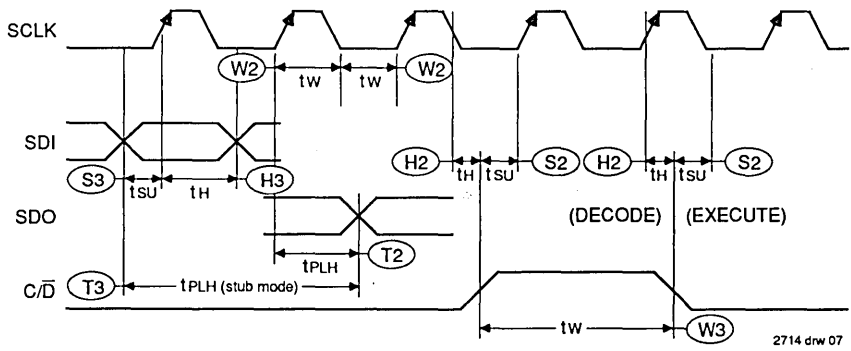 SCLK
W2 tw tw W2
SDI
H2 tH tSU S2 H2 tH tSU S2
S3 tSU tH H3
SDO
(DECODE) (EXECUTE)
tPLH T2
C/D̅ T3 tPLH (stub mode)
tw W3
2714 drw 07